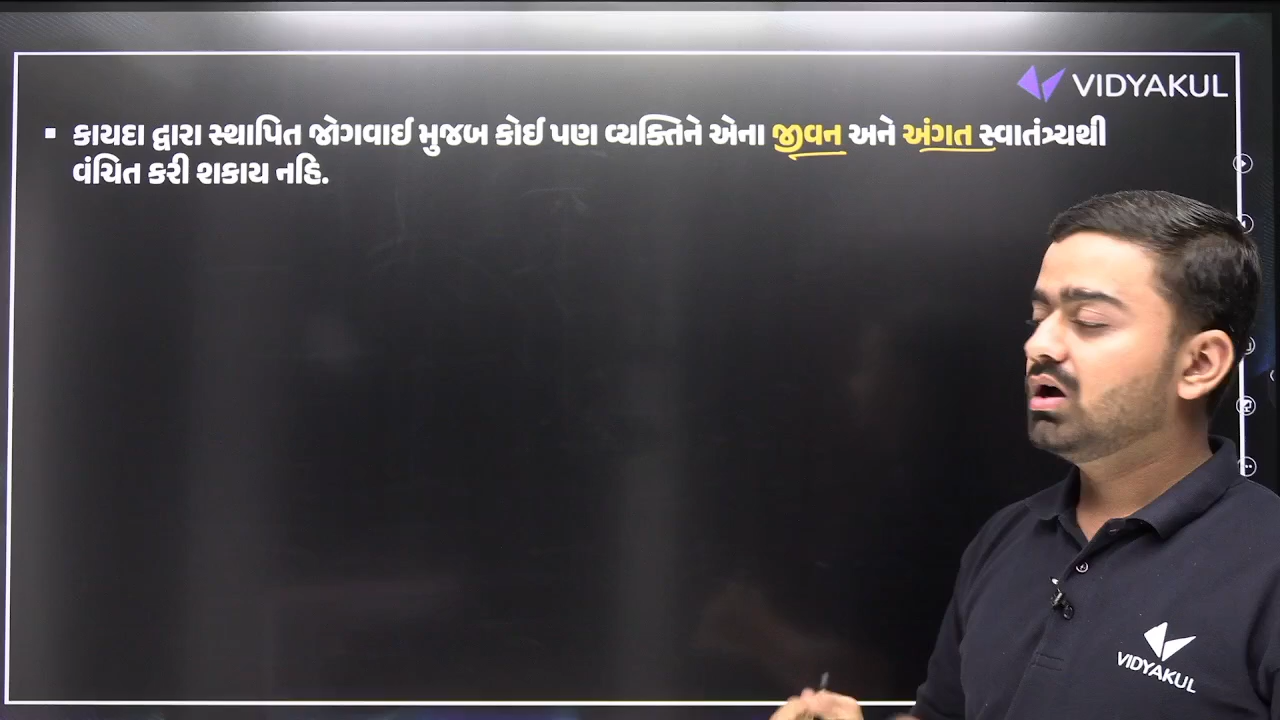 VIDYAKUL
▪ કાયદા દ્વારા સ્થાપિત જોગવાઈ મુજબ કોઈ પણ વ્યક્તિને એના જીવન અને અંગત સ્વાતંત્ર્યથી
વંચિત કરી શકાય નહિ.
VIDYAKUL